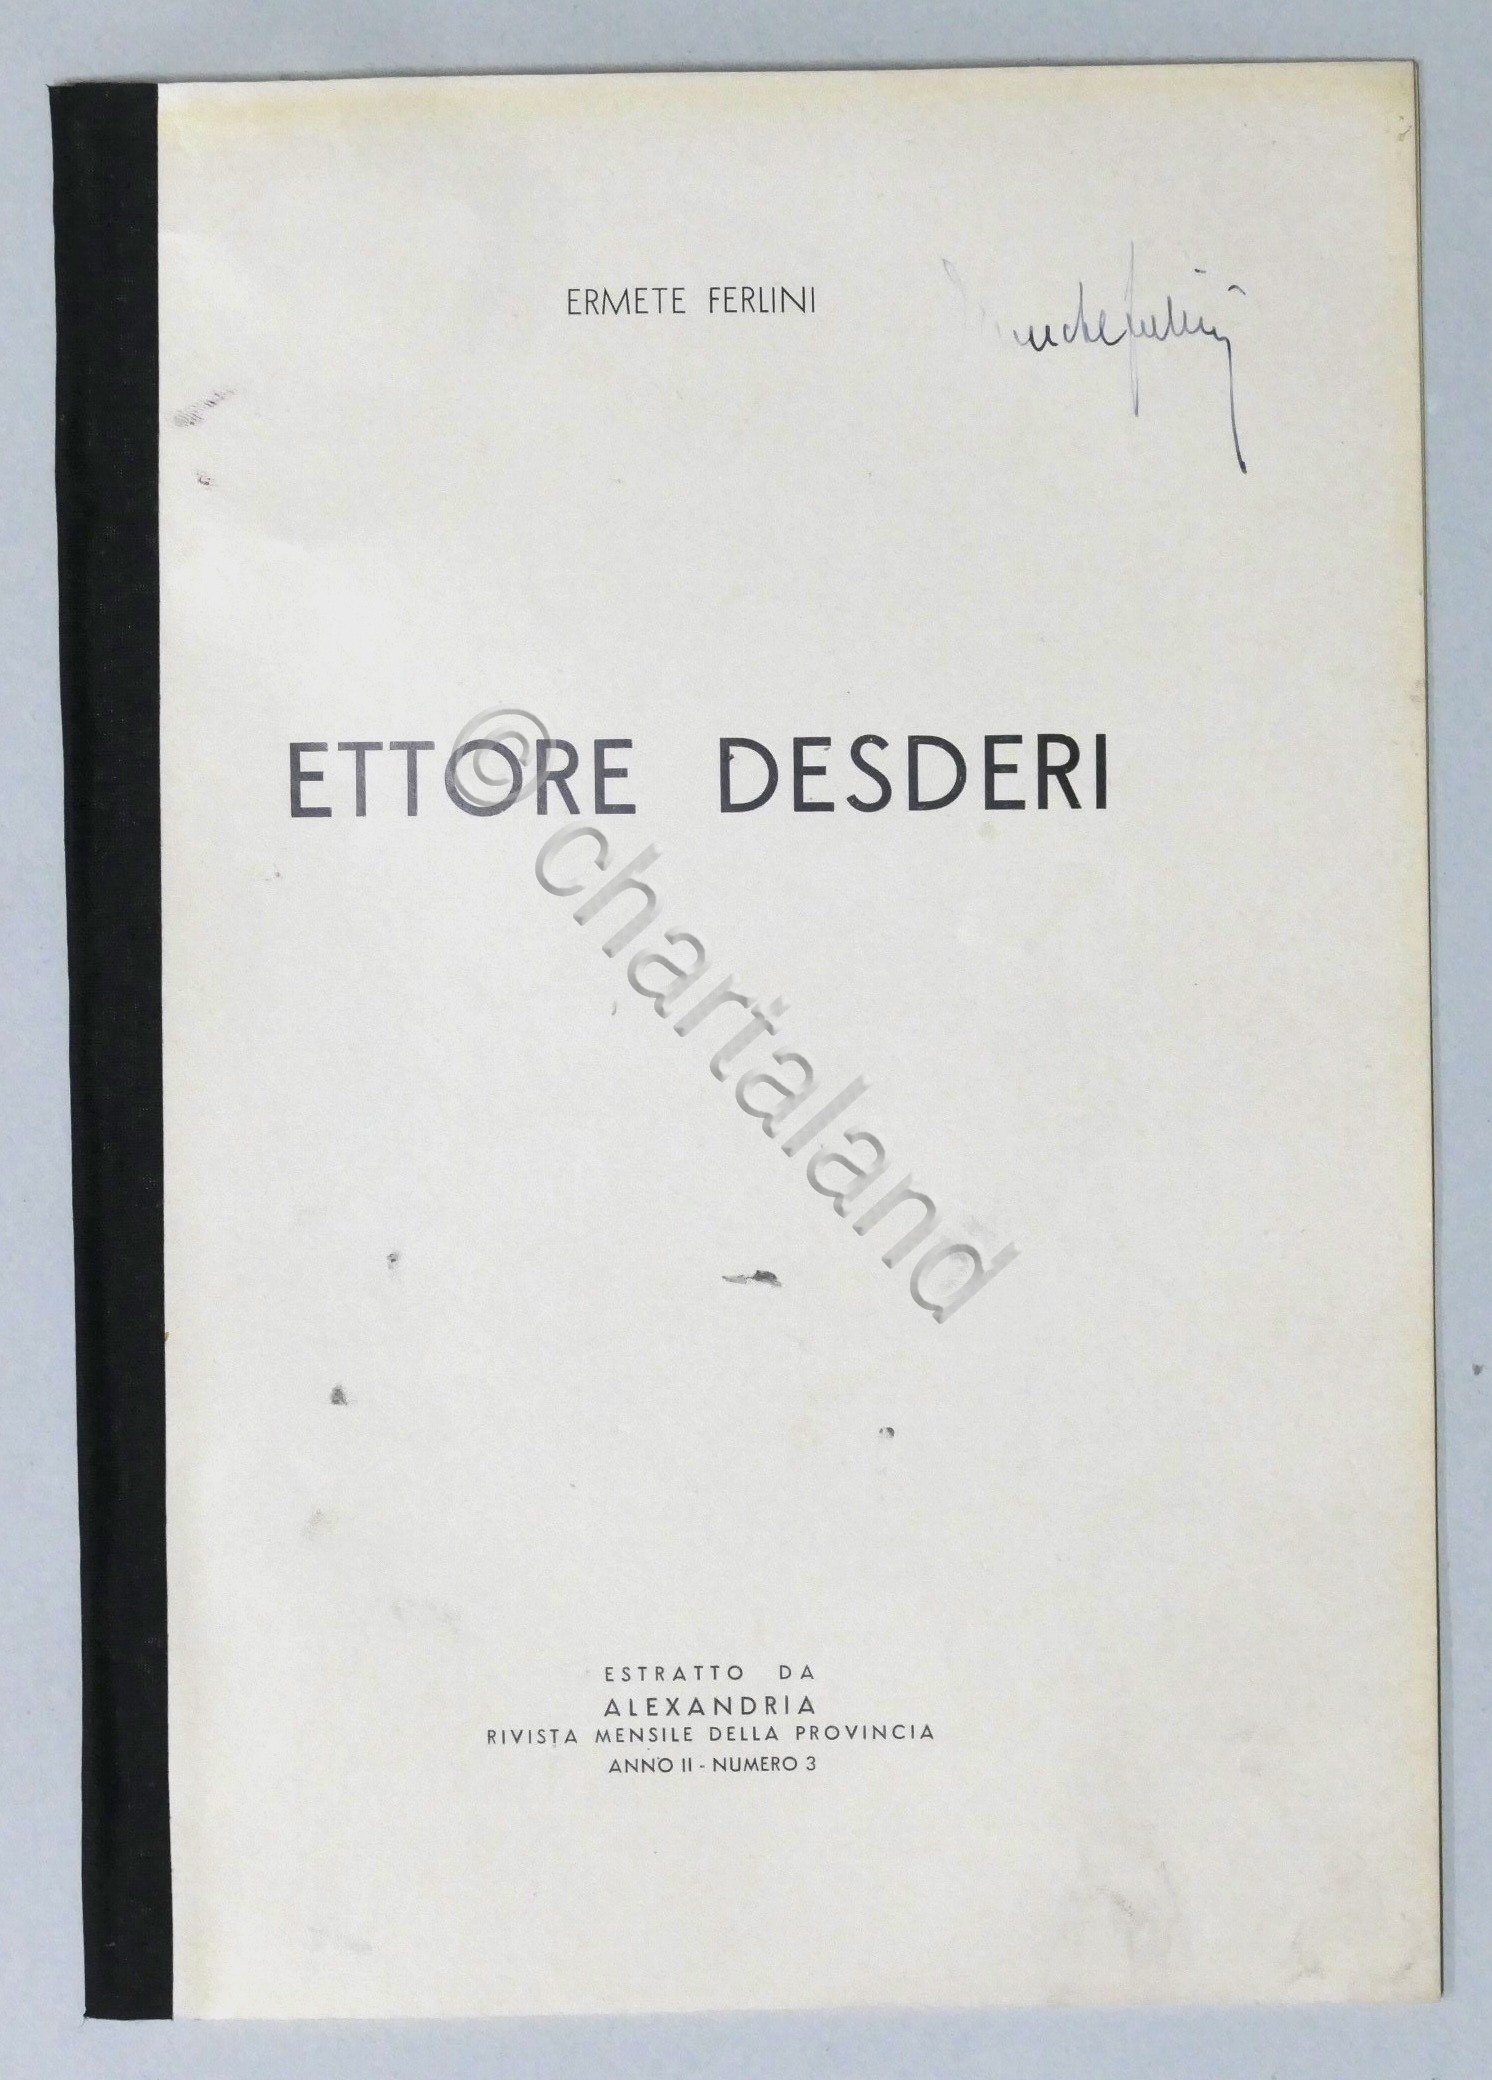 ERMETE FERLINI
ETTORE DESDERI
© chartaland
ESTRATTO DA
ALEXANDRIA
RIVISTA MENSILE DELLA PROVINCIA
ANNO II - NUMERO 3